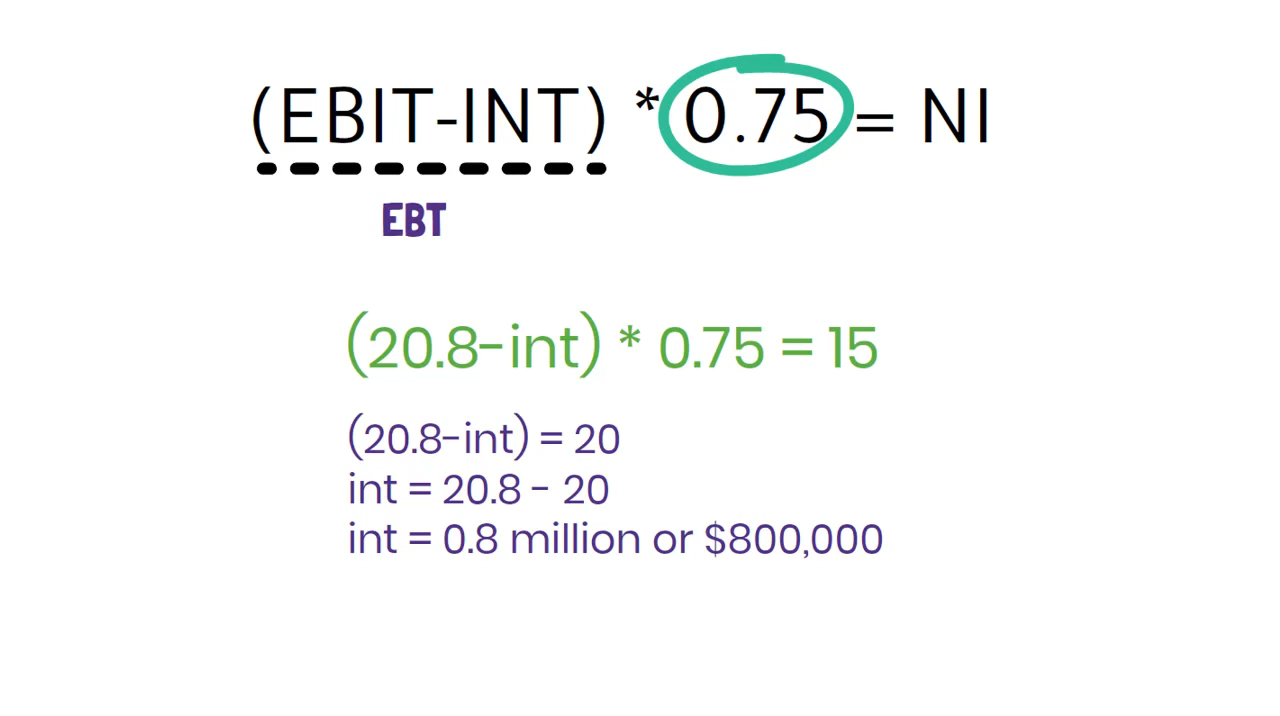 (EBIT-INT) * 0.75 = NI
EBT
(20.8-int) * 0.75 = 15
(20.8-int) = 20
int = 20.8 - 20
int = 0.8 million or $800,000